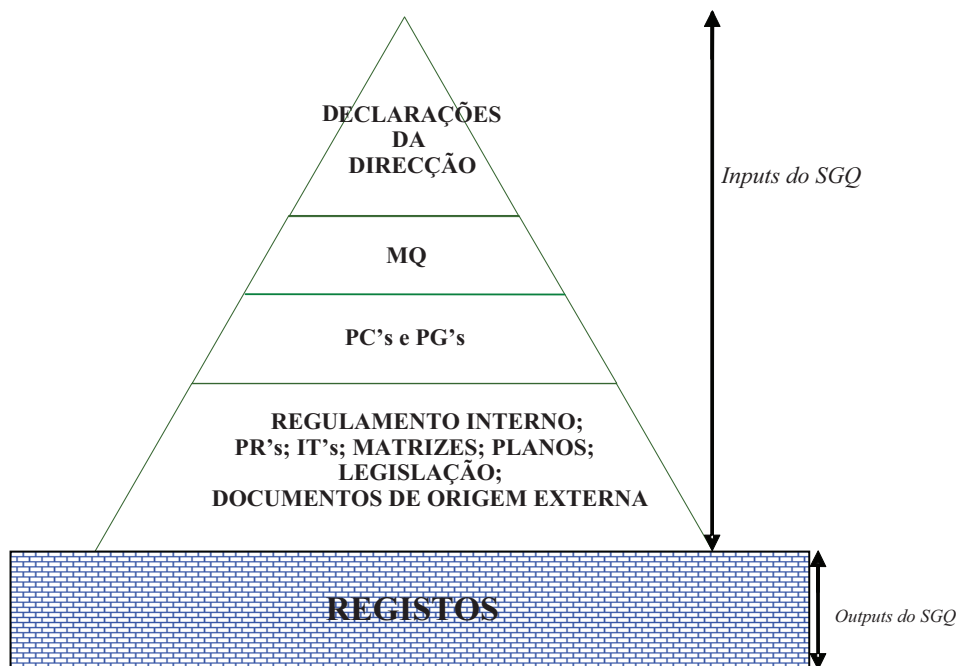 DECLARAÇÕES
DA
DIRECÇÃO
Inputs do SGQ
MQ
PC’s e PG’s
REGULAMENTO INTERNO;
PR’s; IT’s; MATRIZES; PLANOS;
LEGISLAÇÃO;
DOCUMENTOS DE ORIGEM EXTERNA
REGISTOS
Outputs do SGQ